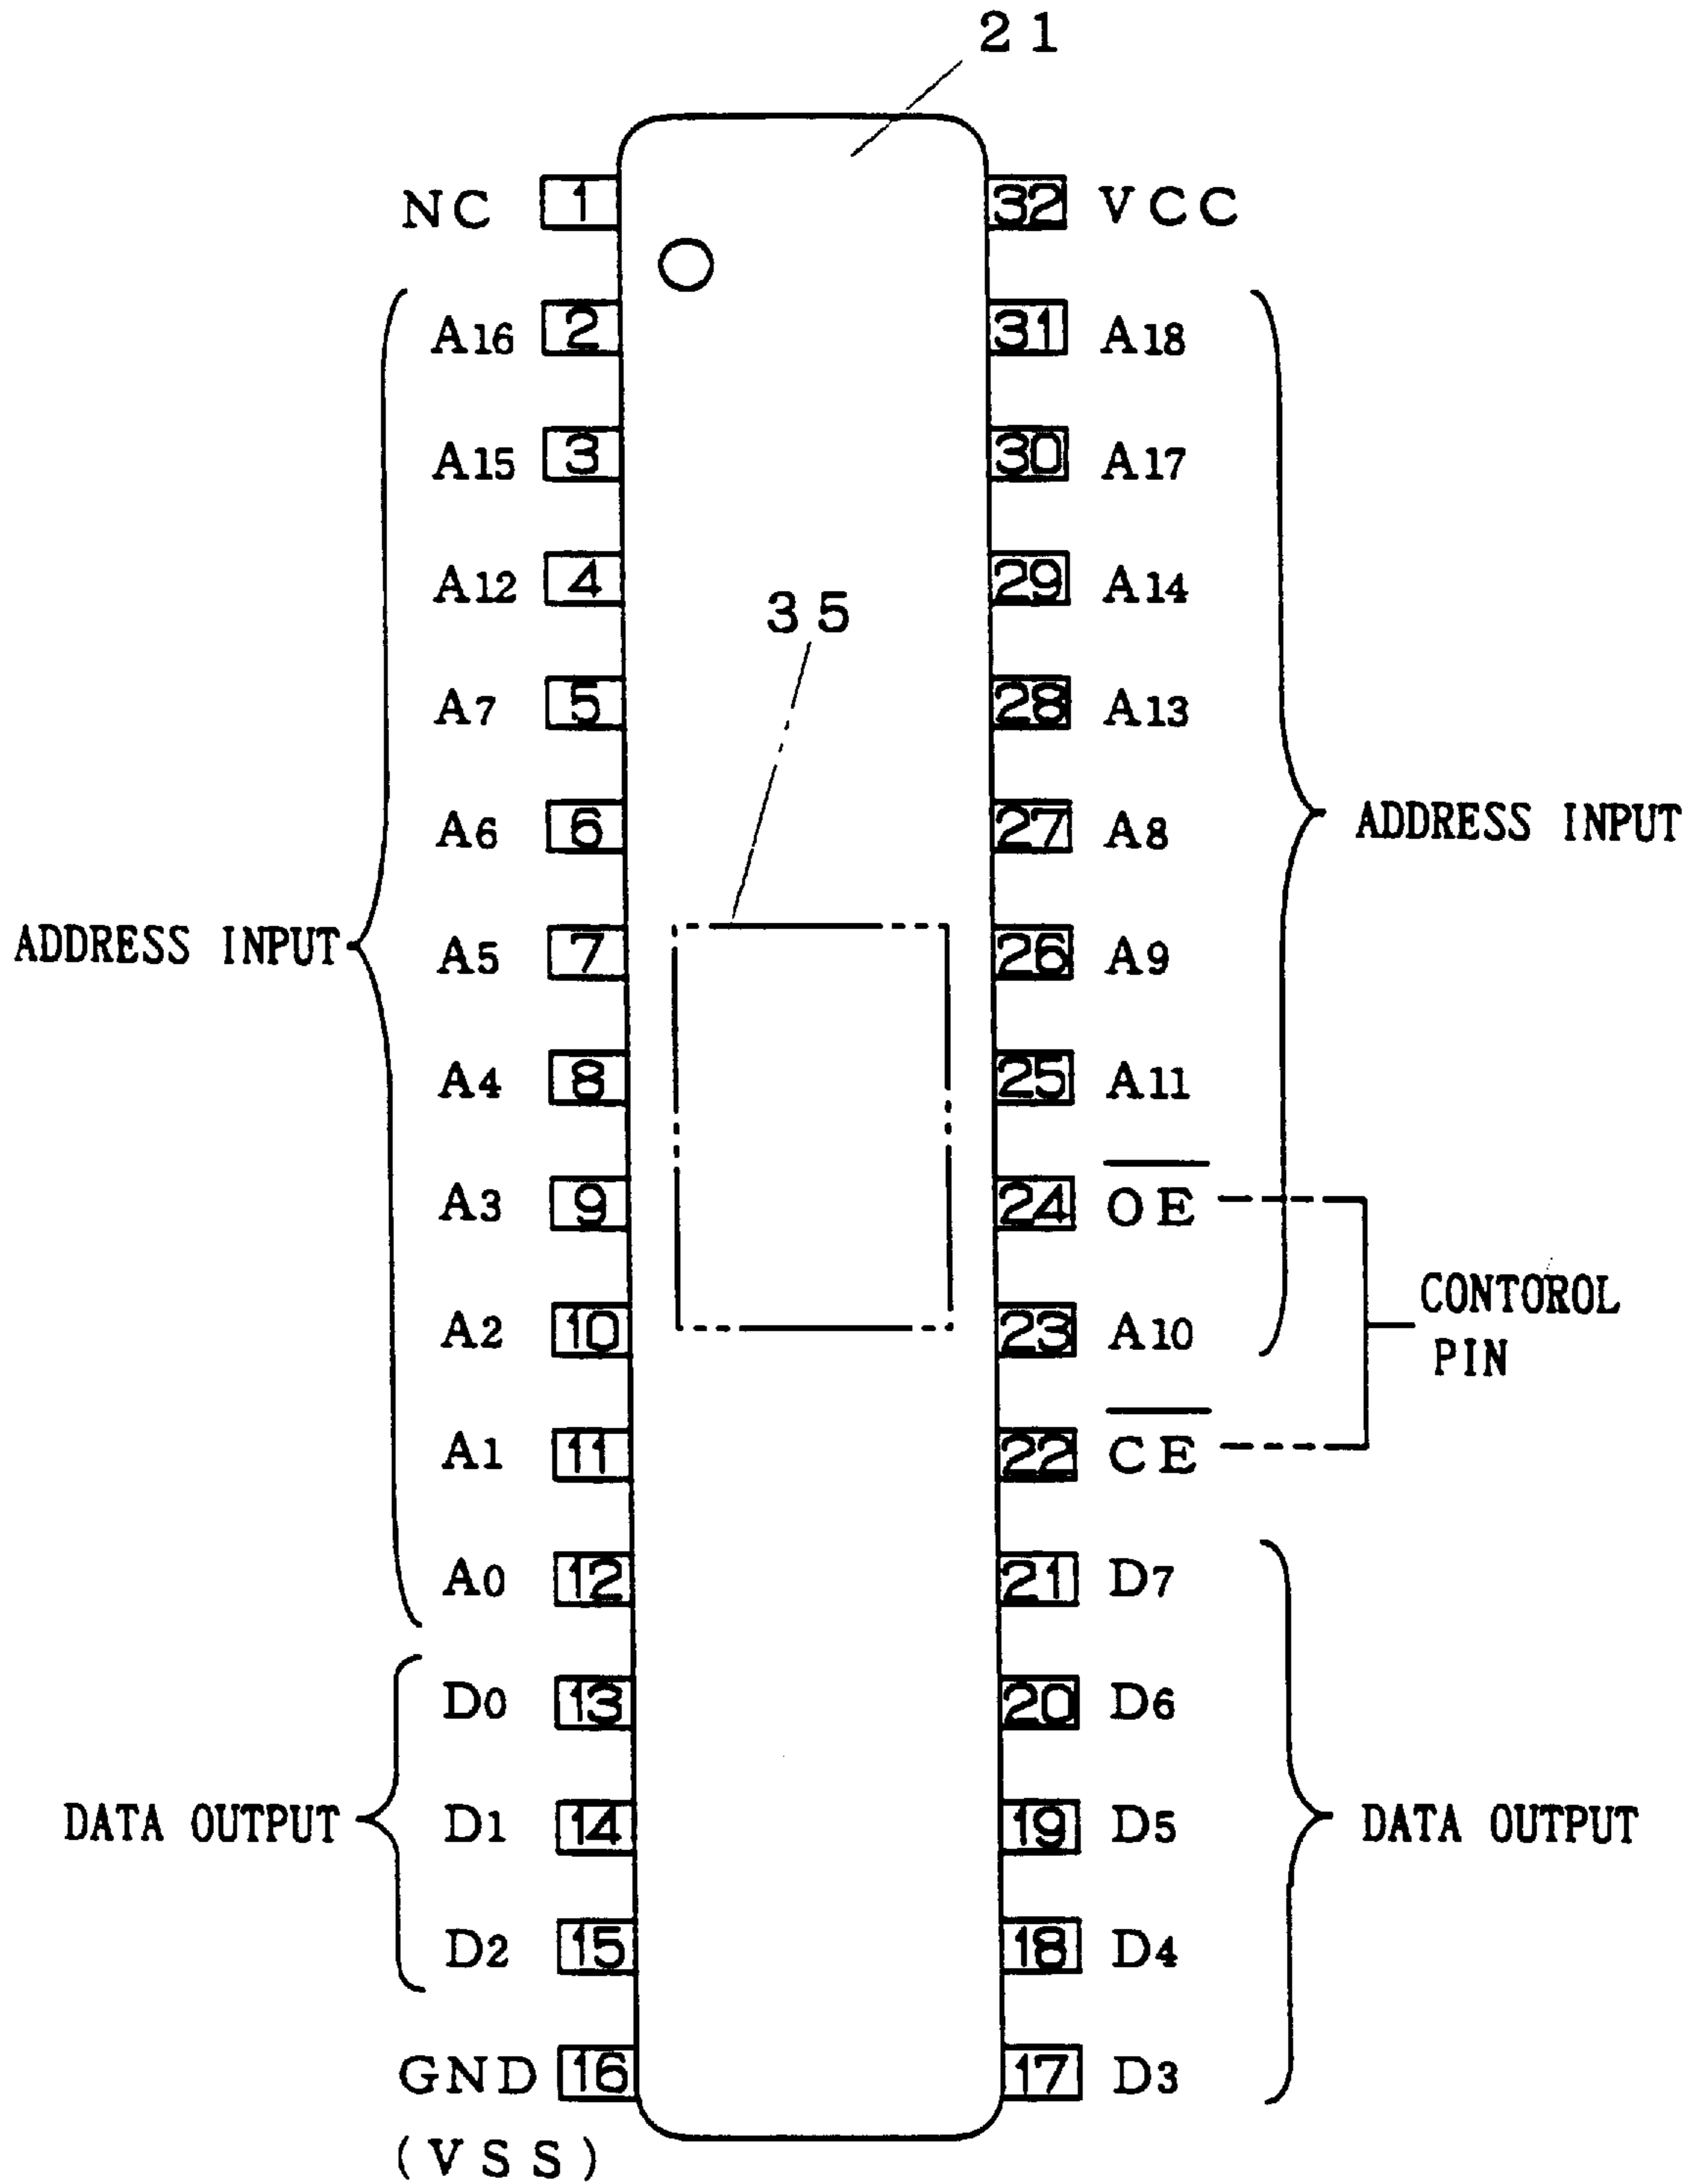 21
NC 1 32 VCC
A16 2 31 A18
A15 3 30 A17
A12 4 29 A14
35
A7 5 28 A13
A6 6 27 A8
ADDRESS INPUT
ADDRESS INPUT
A5 7 26 A9
A4 8 25 A11
A3 9 24 OE
A2 10 23 A10
CONTOROL
PIN
A1 11 22 CE
A0 12 21 D7
D0 13 20 D6
DATA OUTPUT D1 14 19 D5 DATA OUTPUT
D2 15 18 D4
GND 16 17 D3
(VSS)